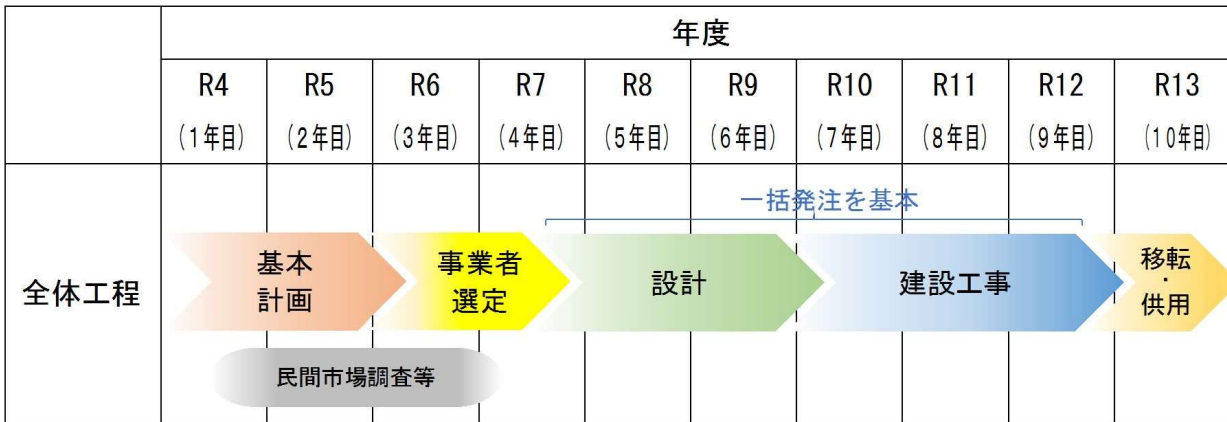 年度
R4 R5 R6 R7 R8 R9 R10 R11 R12 R13
(1年目) (2年目) (3年目) (4年目) (5年目) (6年目) (7年目) (8年目) (9年目) (10年目)
一括発注を基本
全体工程
基本
計画
事業者
選定
設計
建設工事
移転
・
供用
民間市場調査等